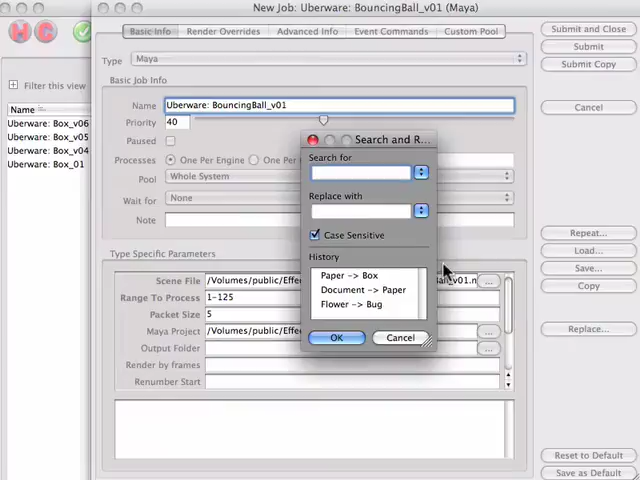 New Job: Uberware: BouncingBall_v01 (Maya)
HC
Basic Info
Render Overrides
Advanced Info
Event Commands
Custom Pool
Submit and Close
Submit
Submit Copy
Cancel
Repeat...
Load...
Save...
Copy
Replace...
Reset to Default
Save as Default
Filter this view
Name
Uberware: Box_v06
Uberware: Box_v05
Uberware: Box_v04
Uberware: Box_01
Type Maya
Basic Job Info
Name Uberware: BouncingBall_v01
Priority 40
Paused
Processes One Per Engine One Per
Pool Whole System
Wait for None
Note
Type Specific Parameters
Scene File /Volumes/public/Effe ...
Range To Process 1-125
Packet Size 5
Maya Project /Volumes/public/Effe ...
Output Folder ...
Render by frames
Renumber Start
Search and R...
Search for
Replace with
Case Sensitive
History
Paper -> Box
Document -> Paper
Flower -> Bug
OK
Cancel